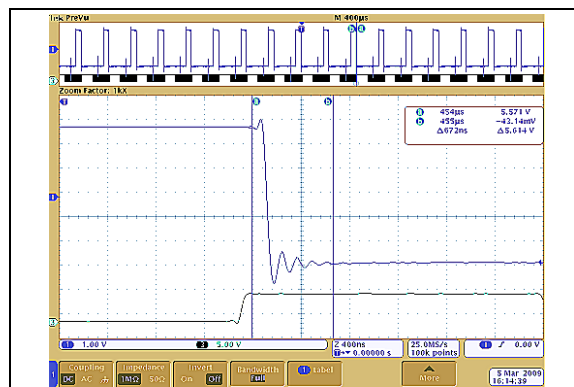 Tek PreVu
M 400µs
Zoom Factor: 1kX
a 454µs 5.571 V
b 455µs -43.14mV
Δ672ns Δ5.614 V
1 1.00 V
3 5.00 V
Z 400ns
T→▾ 0.00000 s
25.0MS/s
100k points
1 ∫ 0.00 V
Coupling
DC AC
Impedance
1MΩ 50Ω
Invert
On Off
Bandwidth
Full
1 Label
More
5 Mar 2009
16:14:39